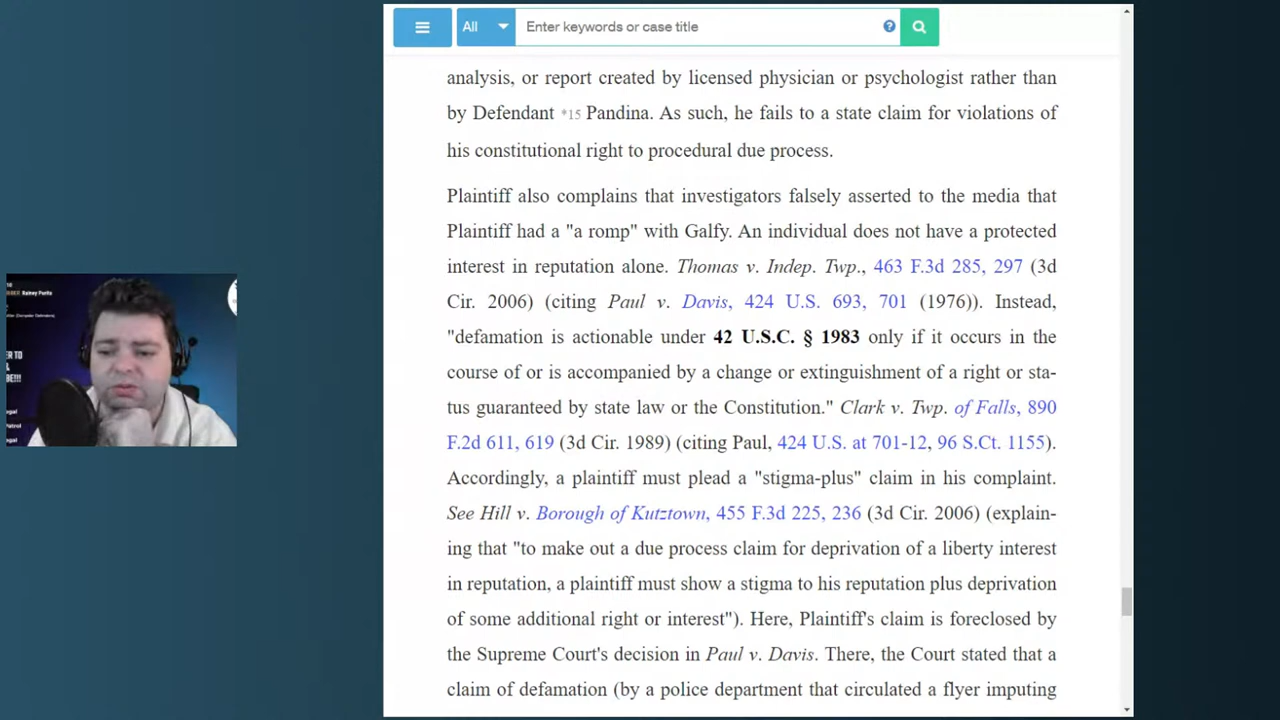 All
Enter keywords or case title
?
analysis, or report created by licensed physician or psychologist rather than
by Defendant *15 Pandina. As such, he fails to a state claim for violations of
his constitutional right to procedural due process.
Plaintiff also complains that investigators falsely asserted to the media that
Plaintiff had a "a romp" with Galfy. An individual does not have a protected
interest in reputation alone. Thomas v. Indep. Twp., 463 F.3d 285, 297 (3d
Cir. 2006) (citing Paul v. Davis, 424 U.S. 693, 701 (1976)). Instead,
"defamation is actionable under 42 U.S.C. § 1983 only if it occurs in the
course of or is accompanied by a change or extinguishment of a right or sta-
tus guaranteed by state law or the Constitution." Clark v. Twp. of Falls, 890
F.2d 611, 619 (3d Cir. 1989) (citing Paul, 424 U.S. at 701-12, 96 S.Ct. 1155).
Accordingly, a plaintiff must plead a "stigma-plus" claim in his complaint.
See Hill v. Borough of Kutztown, 455 F.3d 225, 236 (3d Cir. 2006) (explain-
ing that "to make out a due process claim for deprivation of a liberty interest
in reputation, a plaintiff must show a stigma to his reputation plus deprivation
of some additional right or interest"). Here, Plaintiff's claim is foreclosed by
the Supreme Court's decision in Paul v. Davis. There, the Court stated that a
claim of defamation (by a police department that circulated a flyer imputing